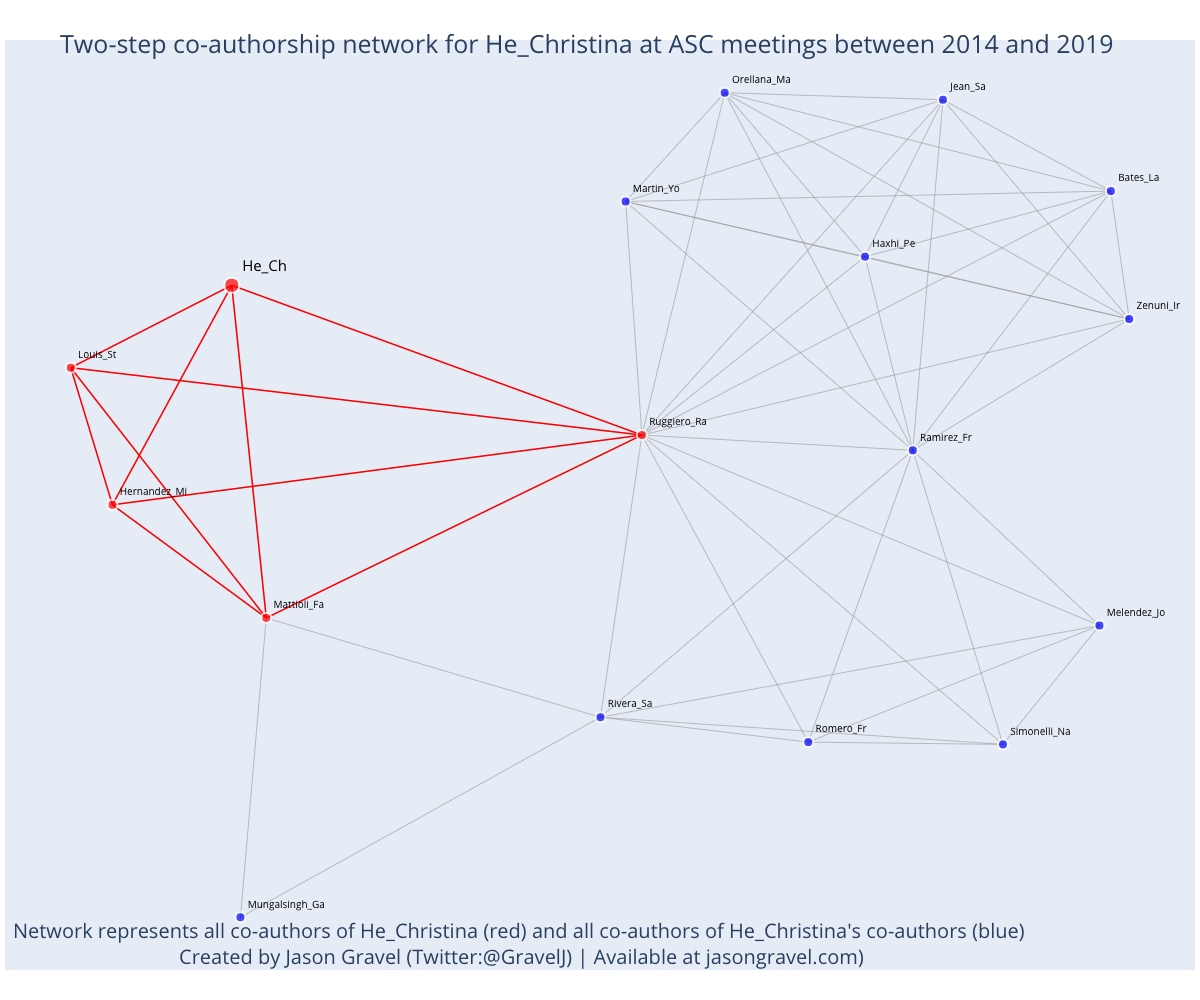 Two-step co-authorship network for He_Christina at ASC meetings between 2014 and 2019
Orellana_Ma
Jean_Sa
Bates_La
Martin_Yo
Haxhi_Pe
He_Ch
Zenuni_Ir
Louis_St
Ruggiero_Ra
Ramirez_Fr
Hernandez_Mi
Mattioli_Fa
Melendez_Jo
Rivera_Sa
Romero_Fr
Simonelli_Na
Mungalsingh_Ga
Network represents all co-authors of He_Christina (red) and all co-authors of He_Christina's co-authors (blue)
Created by Jason Gravel (Twitter:@GravelJ) | Available at jasongravel.com)